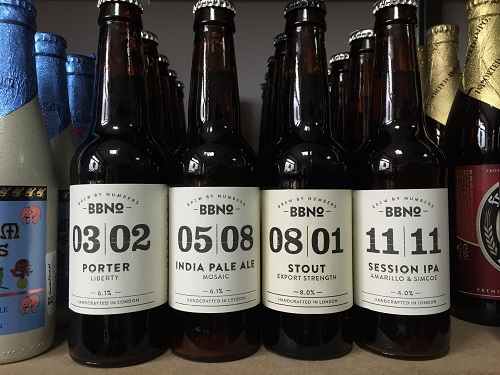 BREW BY NUMBERS
BBNO
03|02
PORTER
LIBERTY
6.1%
HANDCRAFTED IN LONDON
BREW BY NUMBERS
BBNO
05|08
INDIA PALE ALE
MOSAIC
6.1%
HANDCRAFTED IN LONDON
BREW BY NUMBERS
BBNO
08|01
STOUT
EXPORT STRENGTH
8.0%
HANDCRAFTED IN LONDON
BREW BY NUMBERS
BBNO
11|11
SESSION IPA
AMARILLO & SIMCOE
4.0%
HANDCRAFTED IN LONDON